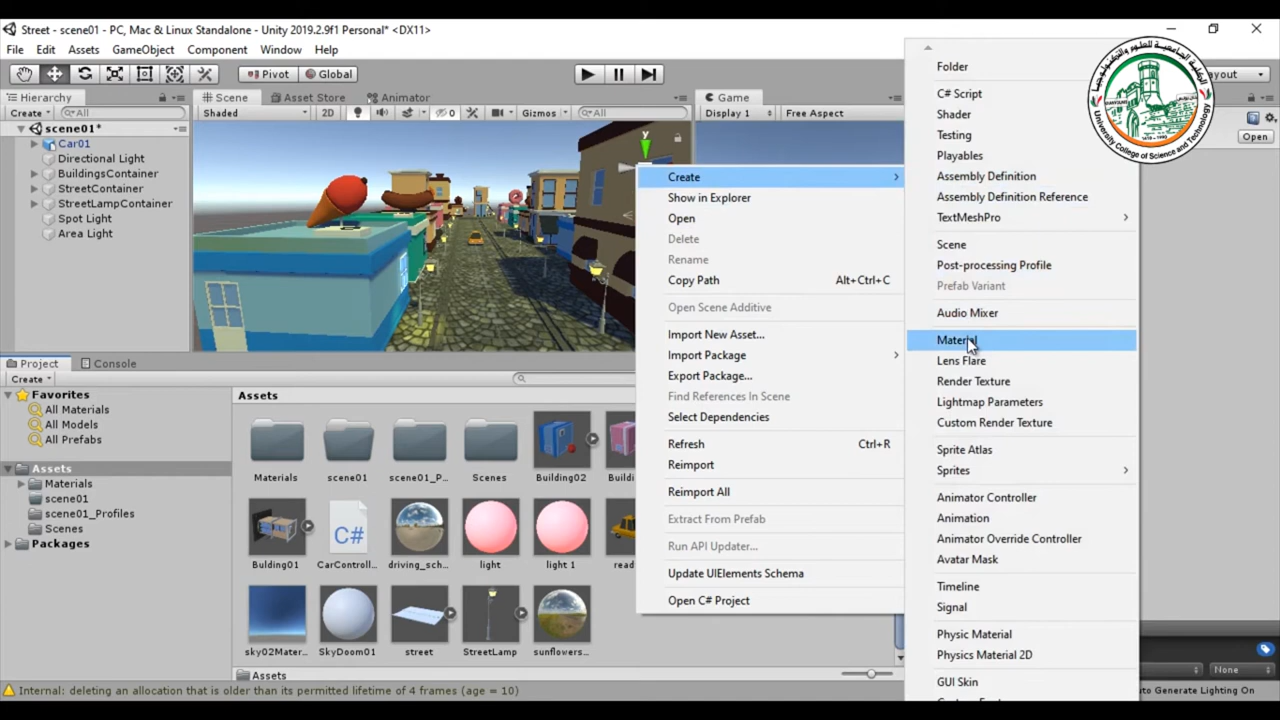 Street - scene01 - PC, Mac & Linux Standalone - Unity 2019.2.9f1 Personal* <DX11>
File Edit Assets GameObject Component Window Help
Pivot Global
Hierarchy
Create All
scene01*
Car01
Directional Light
BuildingsContainer
StreetContainer
StreetLampContainer
Spot Light
Area Light
Scene Asset Store Animator
Shaded 2D 0 Gizmos All
y
Game
Display 1 Free Aspect
Open
Create
Show in Explorer
Open
Delete
Rename
Copy Path Alt+Ctrl+C
Open Scene Additive
Import New Asset...
Import Package
Export Package...
Find References In Scene
Select Dependencies
Refresh Ctrl+R
Reimport
Reimport All
Extract From Prefab
Run API Updater...
Update UIElements Schema
Open C# Project
Folder
C# Script
Shader
Testing
Playables
Assembly Definition
Assembly Definition Reference
TextMeshPro
Scene
Post-processing Profile
Prefab Variant
Audio Mixer
Material
Lens Flare
Render Texture
Lightmap Parameters
Custom Render Texture
Sprite Atlas
Sprites
Animator Controller
Animation
Animator Override Controller
Avatar Mask
Timeline
Signal
Physic Material
Physics Material 2D
GUI Skin
Project Console
Create
Favorites
All Materials
All Models
All Prefabs
Assets
Materials
scene01
scene01_Profiles
Scenes
Packages
Assets
Materials scene01 scene01_P... Scenes Building02
Bulding01 CarControll... driving_sch... light light 1
C#
sky02Mater... SkyDoom01 street StreetLamp sunflowers...
Assets
None
Internal: deleting an allocation that is older than its permitted lifetime of 4 frames (age = 10)
Auto Generate Lighting On
الكلية الجامعية للعلوم والتكنولوجيا
UNIVERSITY COLLEGE OF SCIENCE AND TECHNOLOGY